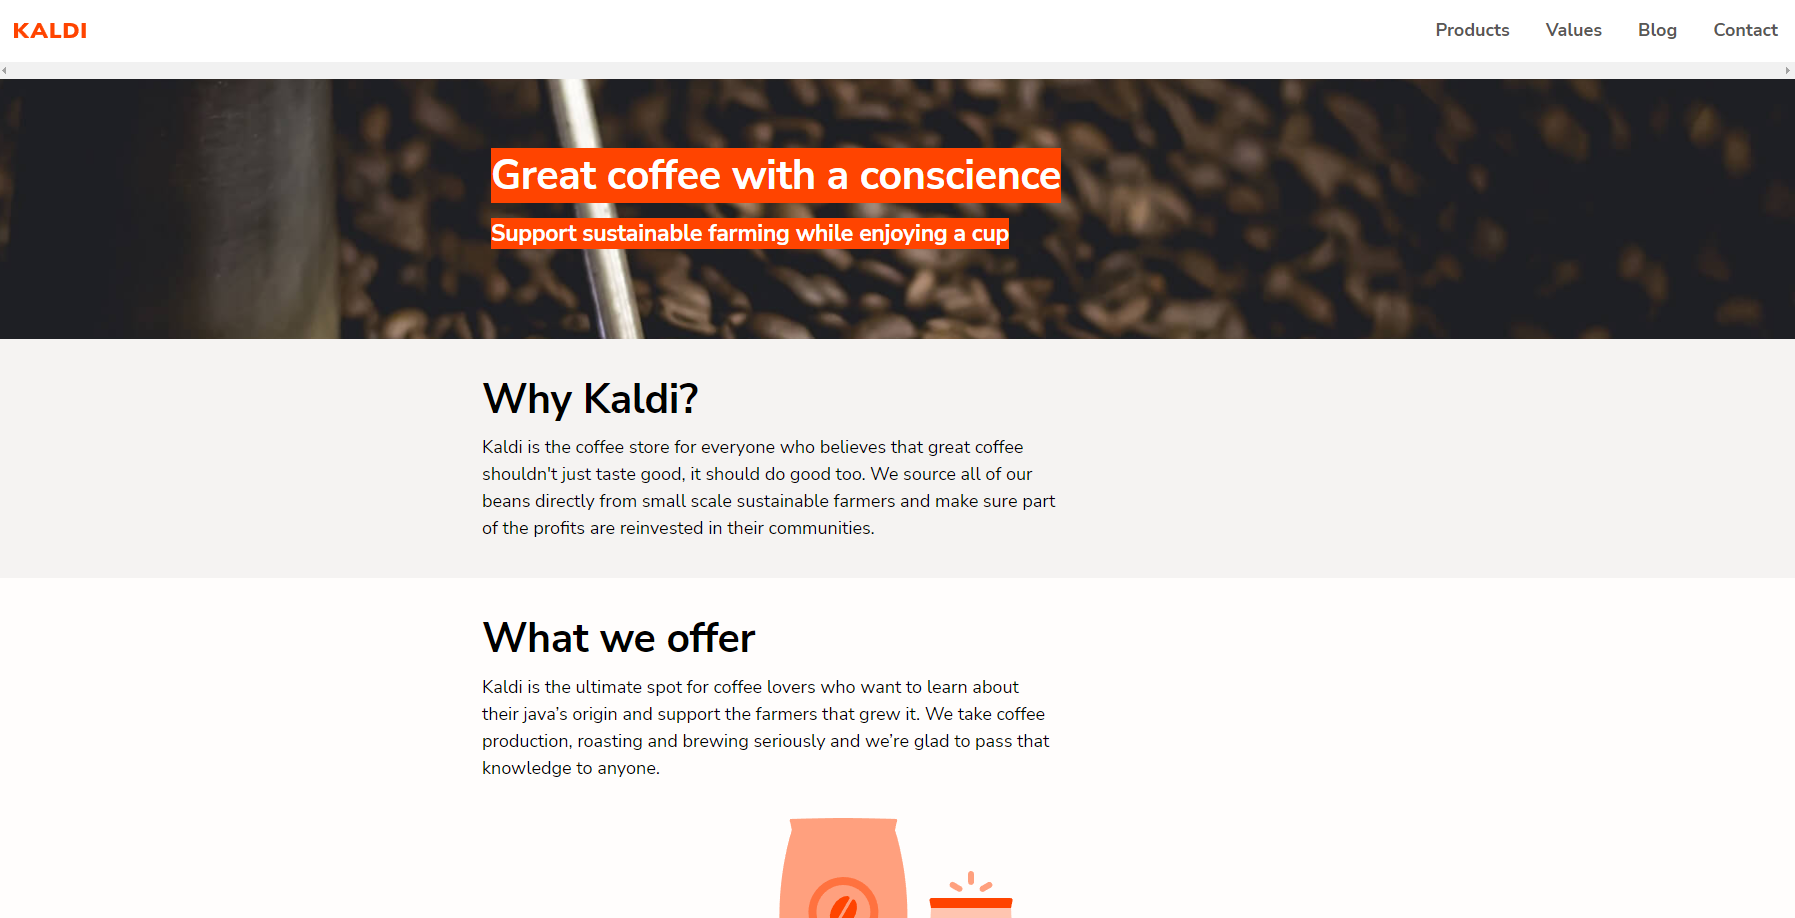 KALDI
Products Values Blog Contact
Great coffee with a conscience
Support sustainable farming while enjoying a cup
Why Kaldi?
Kaldi is the coffee store for everyone who believes that great coffee
shouldn't just taste good, it should do good too. We source all of our
beans directly from small scale sustainable farmers and make sure part
of the profits are reinvested in their communities.
What we offer
Kaldi is the ultimate spot for coffee lovers who want to learn about
their java’s origin and support the farmers that grew it. We take coffee
production, roasting and brewing seriously and we’re glad to pass that
knowledge to anyone.